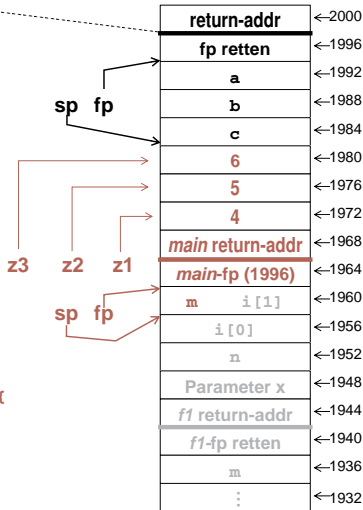 return-addr ←2000
fp retten ←1996
a ←1992
sp fp b ←1988
c ←1984
6 ←1980
5 ←1976
4 ←1972
main return-addr ←1968
z3 z2 z1
main-fp (1996) ←1964
m i[1] ←1960
sp fp
i[0] ←1956
n ←1952
Parameter x ←1948
{
f1 return-addr ←1944
f1-fp retten ←1940
m ←1936
⋮ ←1932